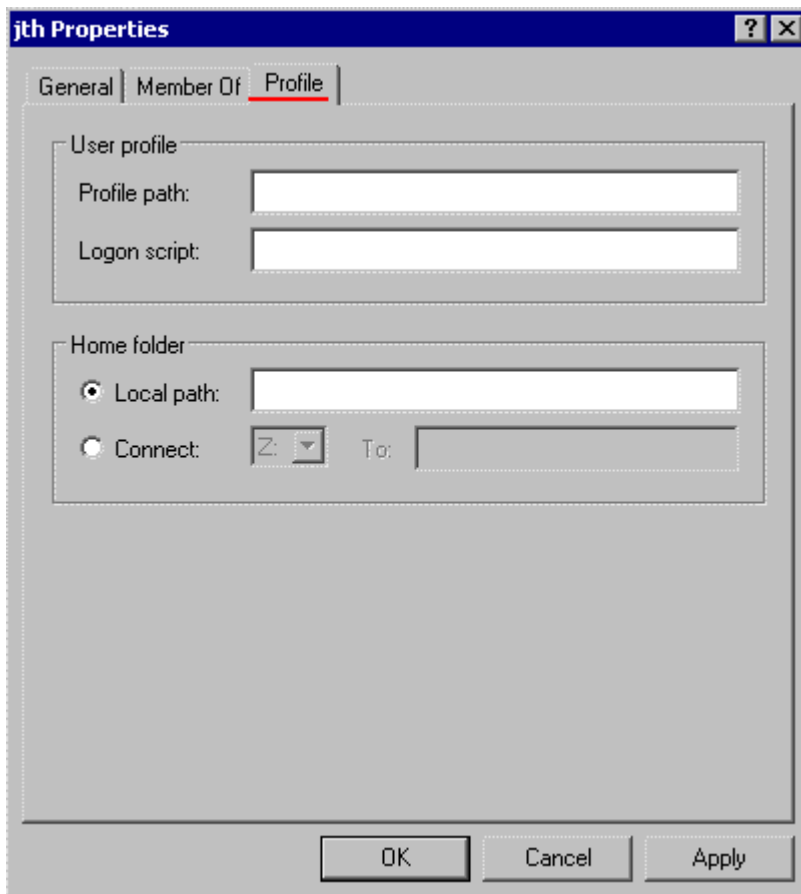 jth Properties
General Member Of Profile
User profile
Profile path:
Logon script:
Home folder
Local path:
Connect: Z: To:
OK Cancel Apply